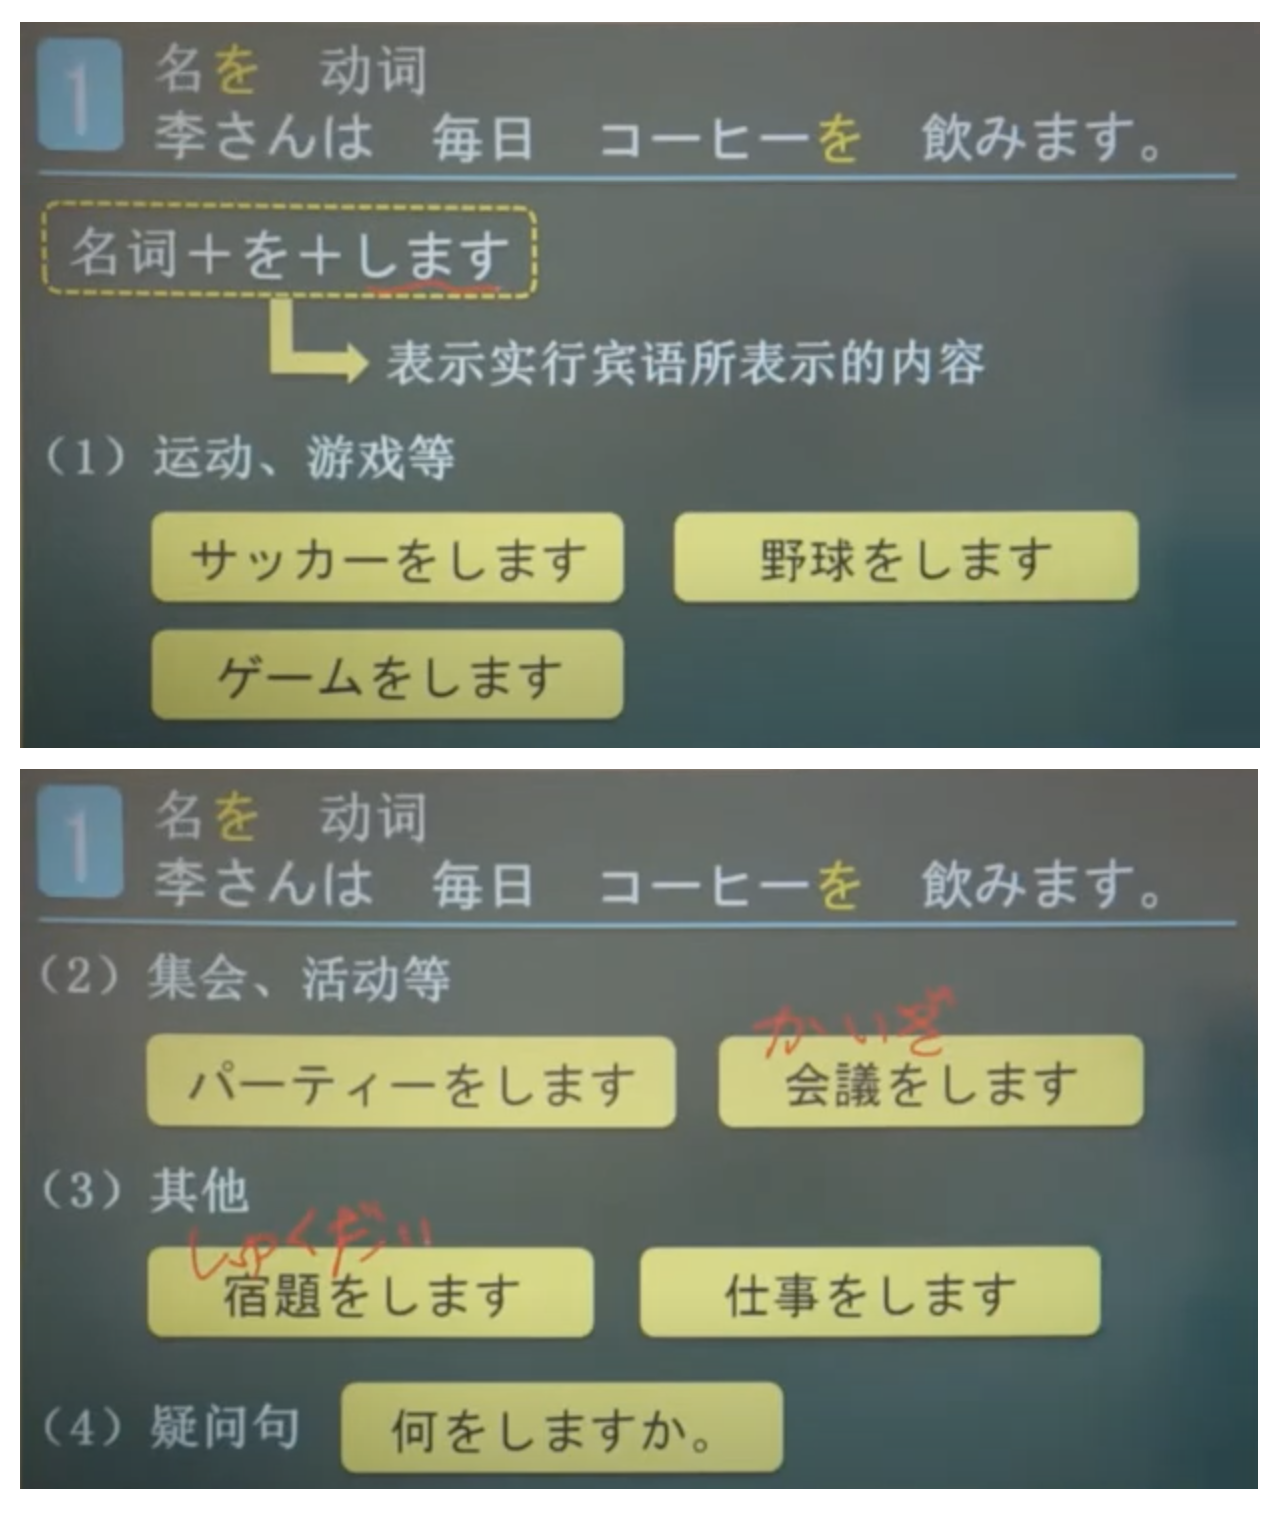 1
名を 动词
李さんは 毎日 コーヒーを 飲みます。
名词＋を＋します
表示实行宾语所表示的内容
（1）运动、游戏等
サッカーをします 野球をします
ゲームをします
1
名を 动词
李さんは 毎日 コーヒーを 飲みます。
（2）集会、活动等
かいぎ
パーティーをします 会議をします
（3）其他
しゅくだい
宿題をします 仕事をします
（4）疑问句 何をしますか。